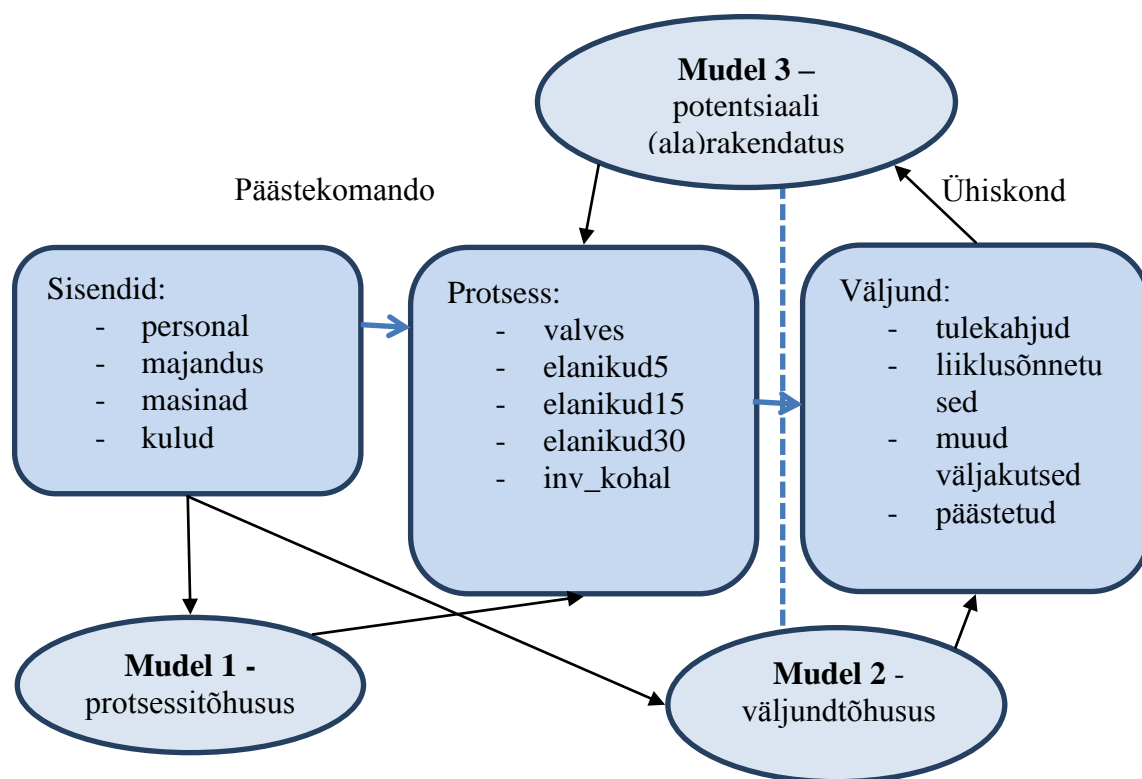 Mudel 3 –
potentsiaali
(ala)rakendatus
Päästekomando
Ühiskond
Sisendid:
- personal
- majandus
- masinad
- kulud
Protsess:
- valves
- elanikud5
- elanikud15
- elanikud30
- inv_kohal
Väljund:
- tulekahjud
- liiklusõnnetu
sed
- muud
väljakutsed
- päästetud
Mudel 1 -
protsessitõhusus
Mudel 2 -
väljundtõhusus